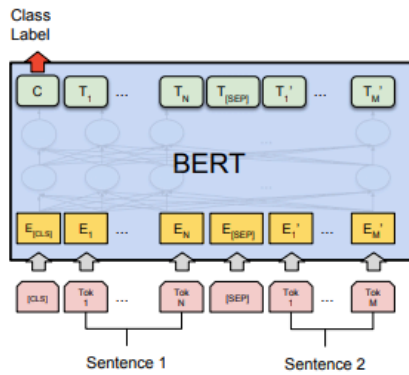 Class
Label
C T1 ... TN T[SEP] T1' ... TM'
...
BERT
...
E[CLS] E1 ... EN E[SEP] E1' ... EM'
[CLS] Tok 1 ... Tok N [SEP] Tok 1 ... Tok M
Sentence 1 Sentence 2